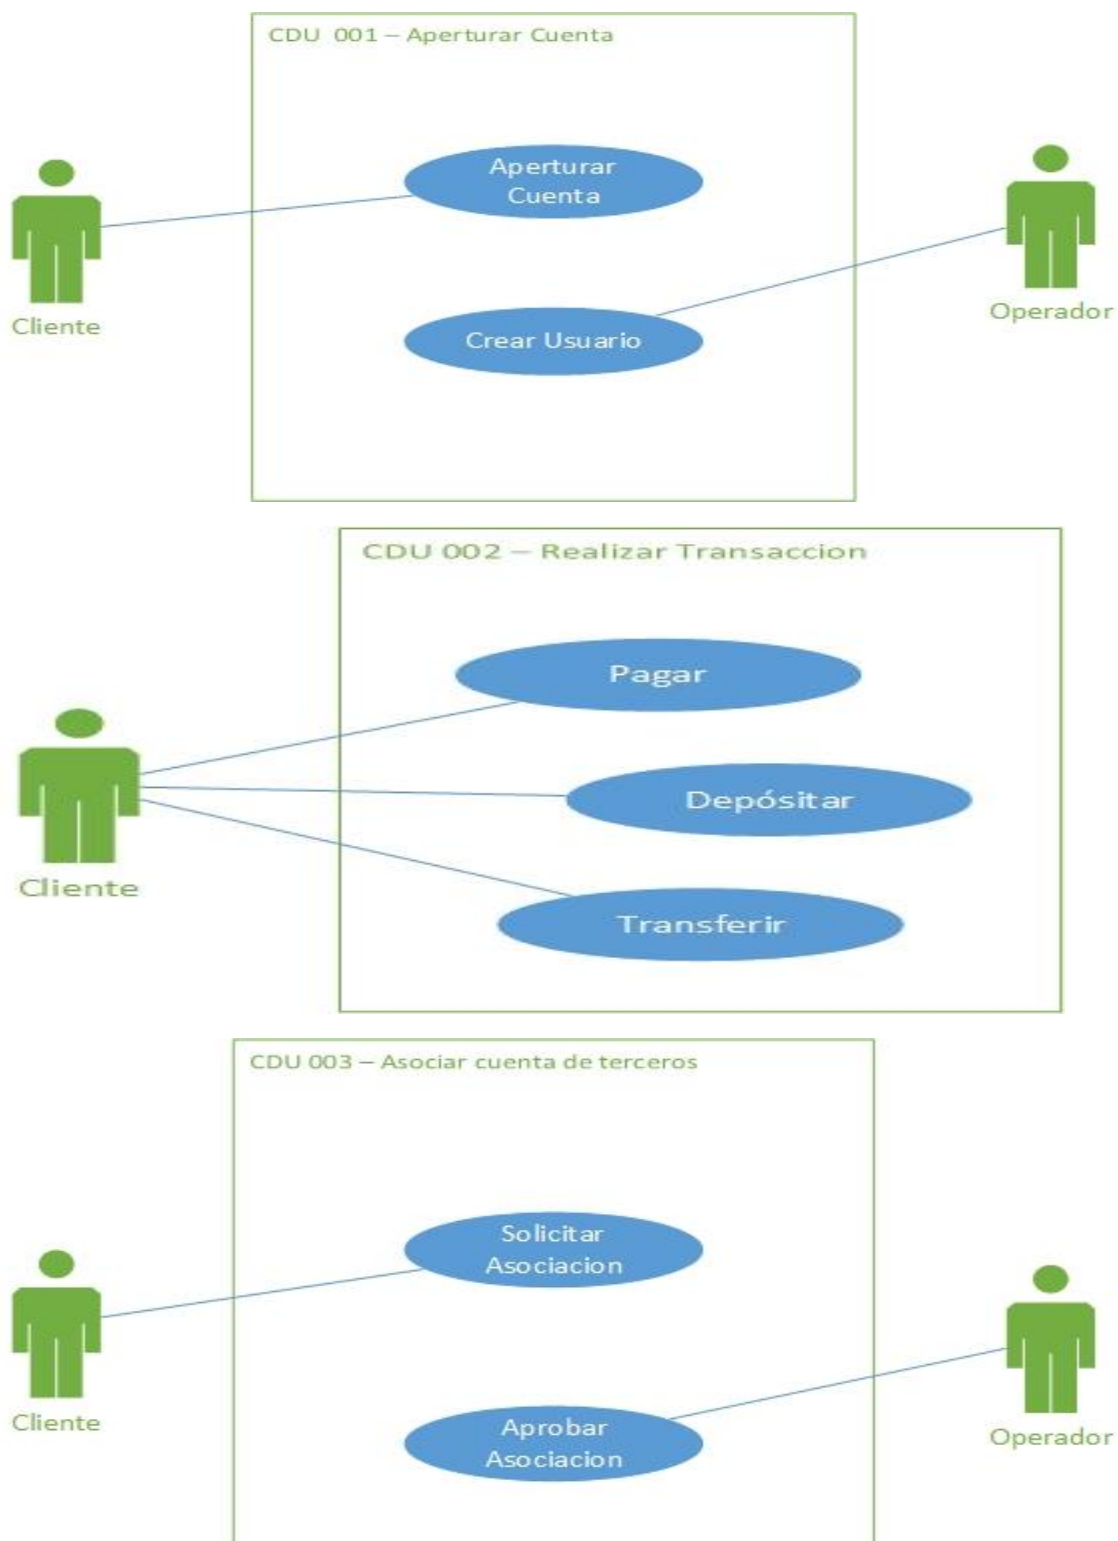 CDU 001 – Aperturar Cuenta
Aperturar
Cuenta
Cliente
Crear Usuario
Operador
CDU 002 – Realizar Transaccion
Pagar
Depósitar
Transferir
Cliente
CDU 003 – Asociar cuenta de terceros
Solicitar
Asociacion
Cliente
Aprobar
Asociacion
Operador